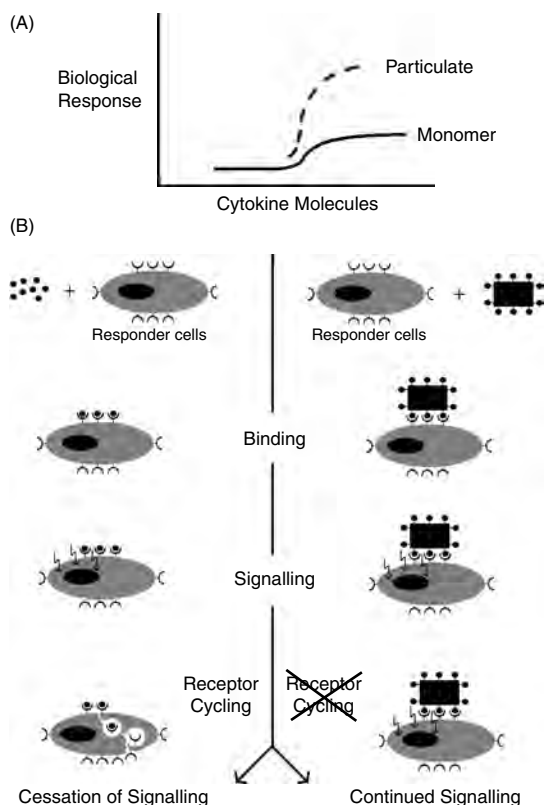 (A)
Biological
Response
Particulate
Monomer
Cytokine Molecules
(B)
Responder cells
Responder cells
Binding
Signalling
Receptor
Cycling
Receptor
Cycling
Cessation of Signalling
Continued Signalling